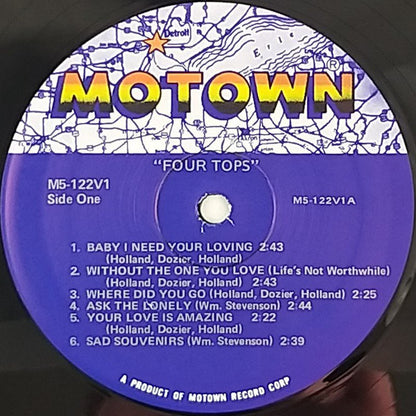 Detroit
Erie
MOTOWN
®
"FOUR TOPS"
M5-122V1
Side One
M5-122V1A
1. BABY I NEED YOUR LOVING 2:43
(Holland, Dozier, Holland)
2. WITHOUT THE ONE YOU LOVE (Life's Not Worthwhile)
(Holland, Dozier, Holland) 2:43
3. WHERE DID YOU GO (Holland, Dozier, Holland) 2:25
4. ASK THE LONELY (Wm. Stevenson) 2:44
5. YOUR LOVE IS AMAZING 2:22
(Holland, Dozier, Holland)
6. SAD SOUVENIRS (Wm. Stevenson) 2:39
A PRODUCT OF MOTOWN RECORD CORP